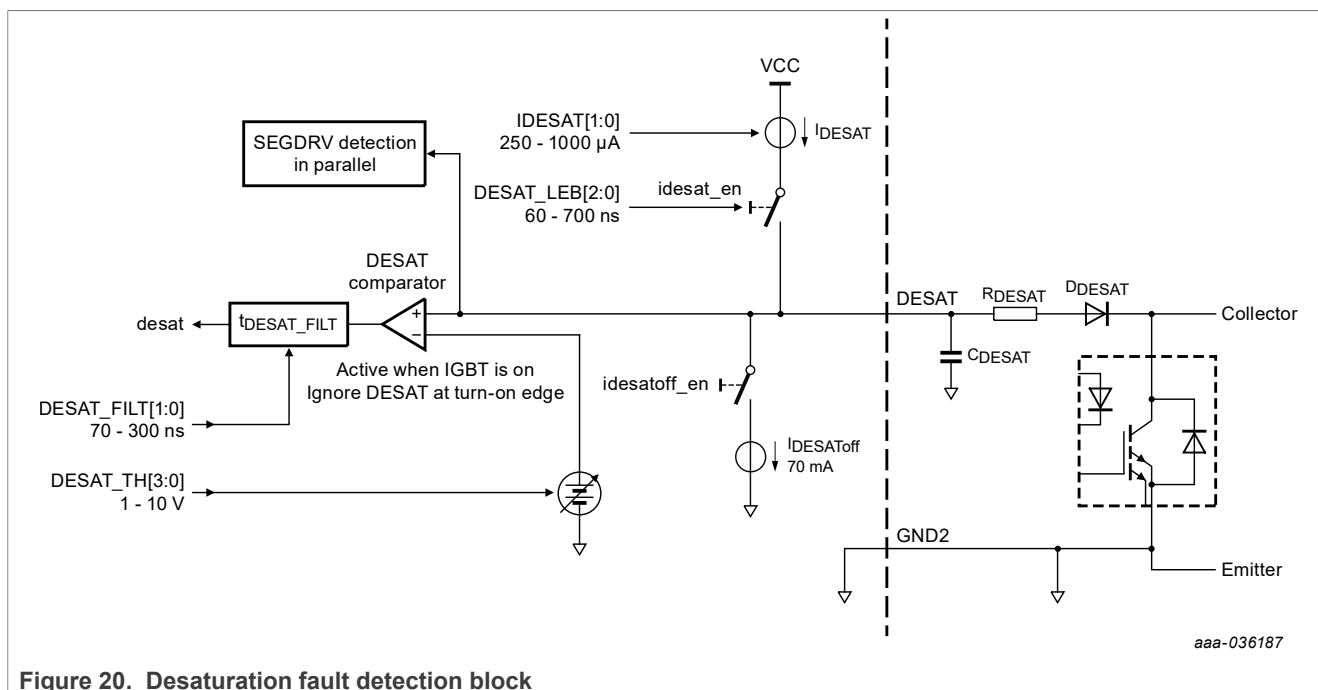 VCC
IDESAT[1:0]
250 - 1000 µA
IDESAT
SEGDRV detection
in parallel
DESAT_LEB[2:0]
60 - 700 ns
idesat_en
DESAT
comparator
+
−
desat
tDESAT_FILT
Active when IGBT is on
Ignore DESAT at turn-on edge
DESAT_FILT[1:0]
70 - 300 ns
DESAT_TH[3:0]
1 - 10 V
idesatoff_en
IDESAToff
70 mA
DESAT
RDESAT
DDESAT
Collector
CDESAT
GND2
Emitter
aaa-036187
Figure 20. Desaturation fault detection block